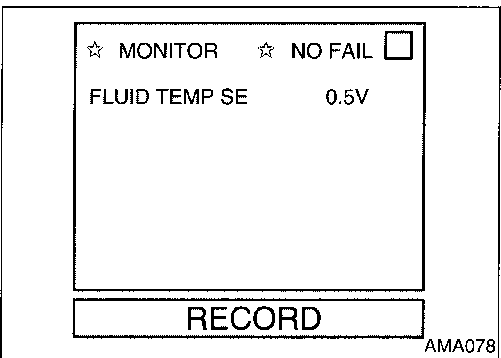 ☆ MONITOR ☆ NO FAIL
FLUID TEMP SE 0.5V
RECORD
AMA078